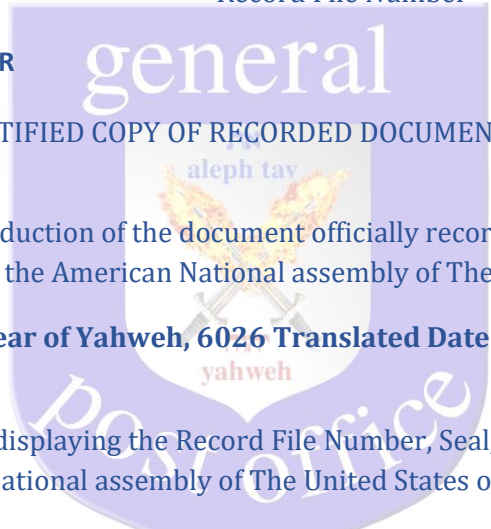 Record File Number
R
general
TIFIED COPY OF RECORDED DOCUMEN
aleph tav
duction of the document officially recor
the American National assembly of The
ear of Yahweh, 6026 Translated Date
yahweh
displaying the Record File Number, Seal,
ational assembly of The United States o
post office